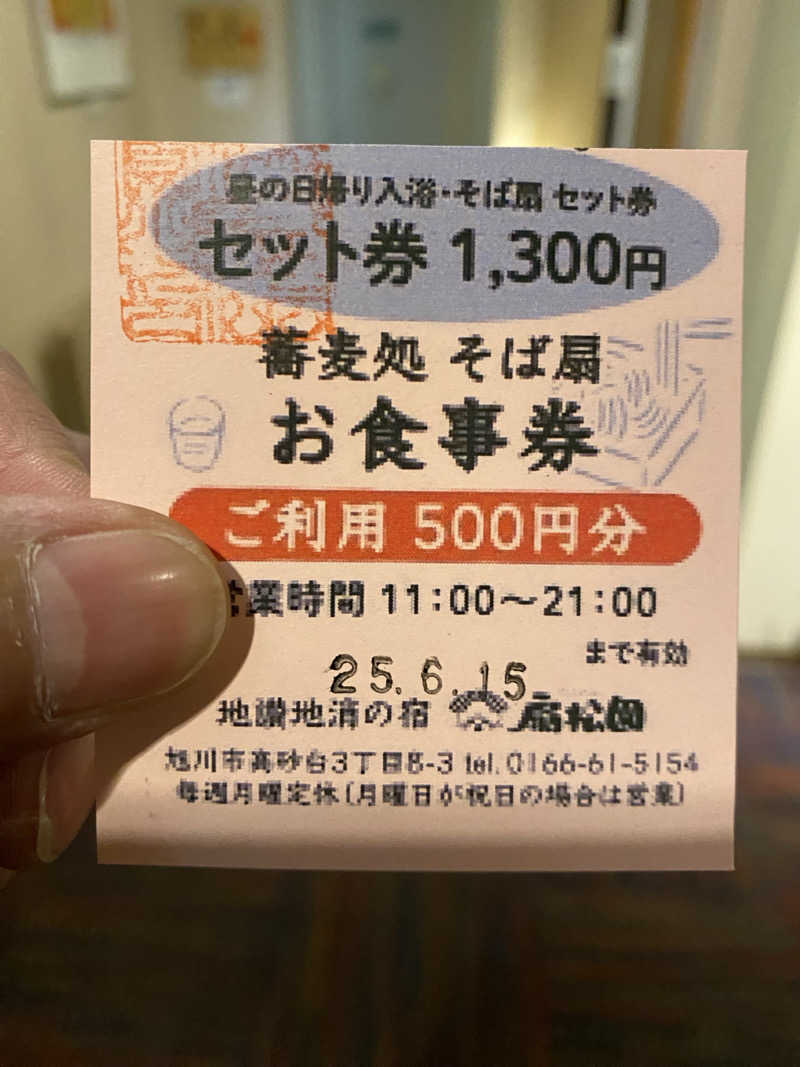 昼の日帰り入浴・そば扇 セット券
セット券 1,300円
蕎麦処 そば扇
お食事券
ご利用 500円分
営業時間 11:00〜21:00
まで有効
25.6.15
地讃地消の宿 扇松園
旭川市高砂台3丁目8-3 tel.0166-61-5154
毎週月曜定休(月曜日が祝日の場合は営業)